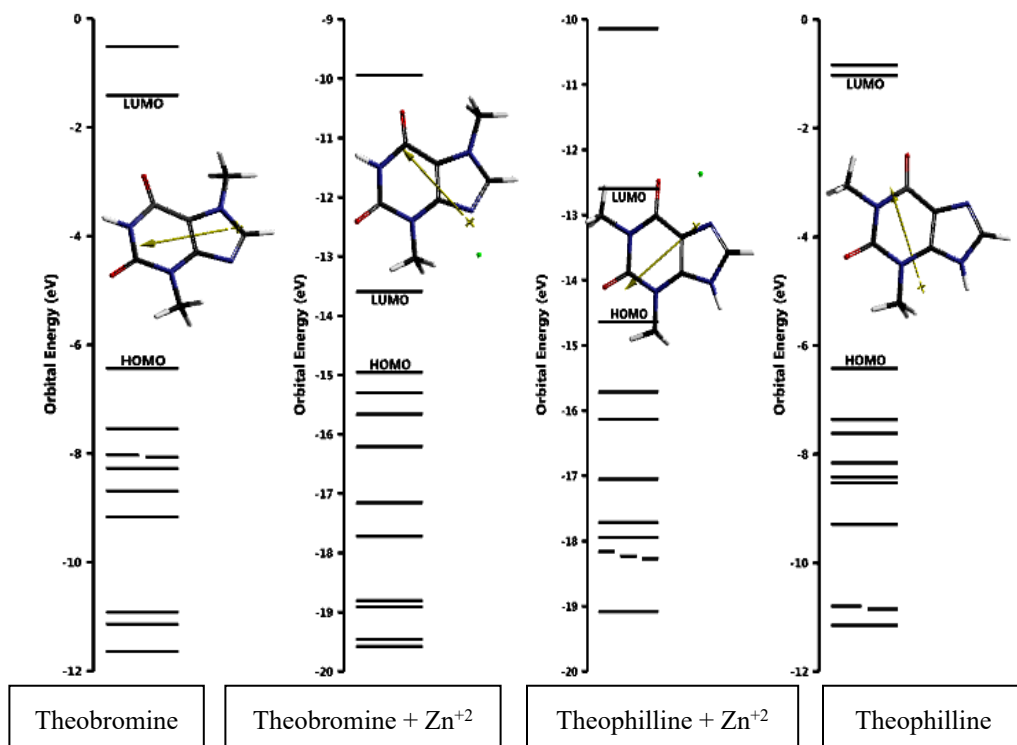 0
-2
-4
-6
-8
-10
-12
Orbital Energy (eV)
LUMO
HOMO
-9
-10
-11
-12
-13
-14
-15
-16
-17
-18
-19
-20
Orbital Energy (eV)
LUMO
HOMO
-10
-11
-12
-13
-14
-15
-16
-17
-18
-19
-20
Orbital Energy (eV)
LUMO
HOMO
0
-2
-4
-6
-8
-10
-12
Orbital Energy (eV)
LUMO
HOMO
Theobromine
Theobromine + Zn⁺²
Theophilline + Zn⁺²
Theophilline